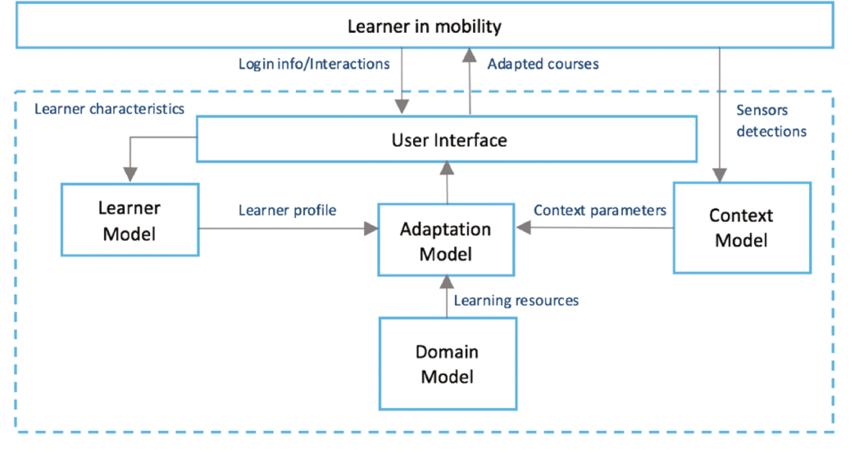 Learner in mobility
Login info/Interactions
Adapted courses
Learner characteristics
Sensors
detections
User Interface
Learner
Model
Learner profile
Adaptation
Model
Context parameters
Context
Model
Learning resources
Domain
Model